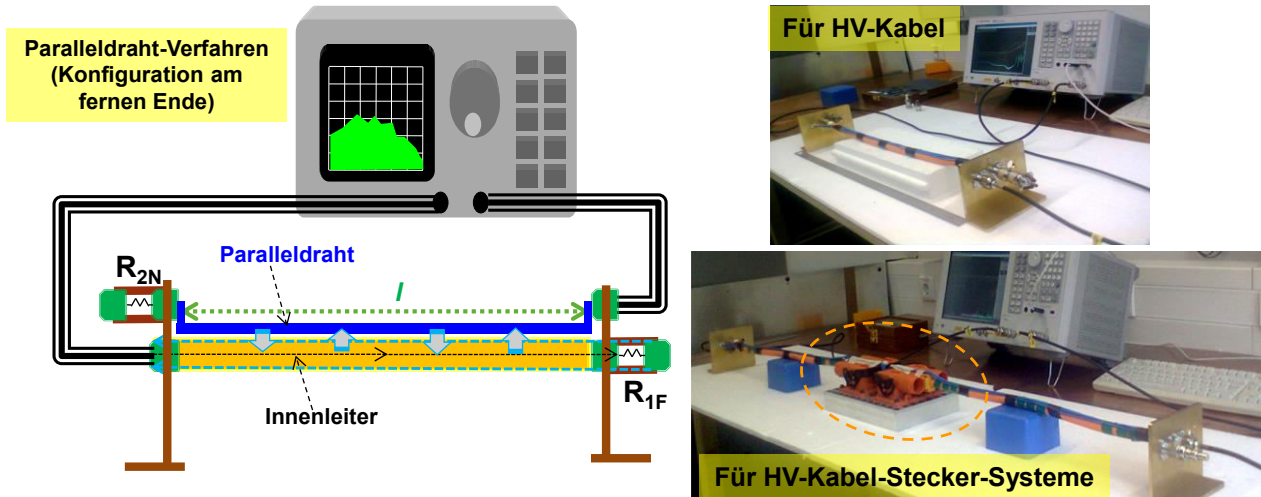 Paralleldraht-Verfahren
(Konfiguration am
fernen Ende)
Paralleldraht
R2N
l
Innenleiter
R1F
Für HV-Kabel
Für HV-Kabel-Stecker-Systeme